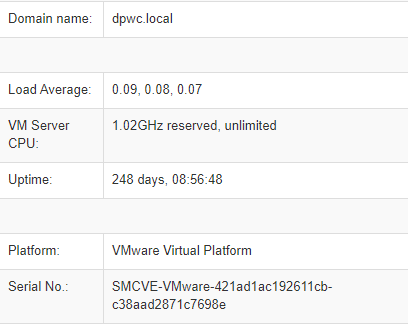 Domain name: dpwc.local
Load Average: 0.09, 0.08, 0.07
VM Server CPU: 1.02GHz reserved, unlimited
Uptime: 248 days, 08:56:48
Platform: VMware Virtual Platform
Serial No.: SMCVE-VMware-421ad1ac192611cb-
c38aad2871c7698e